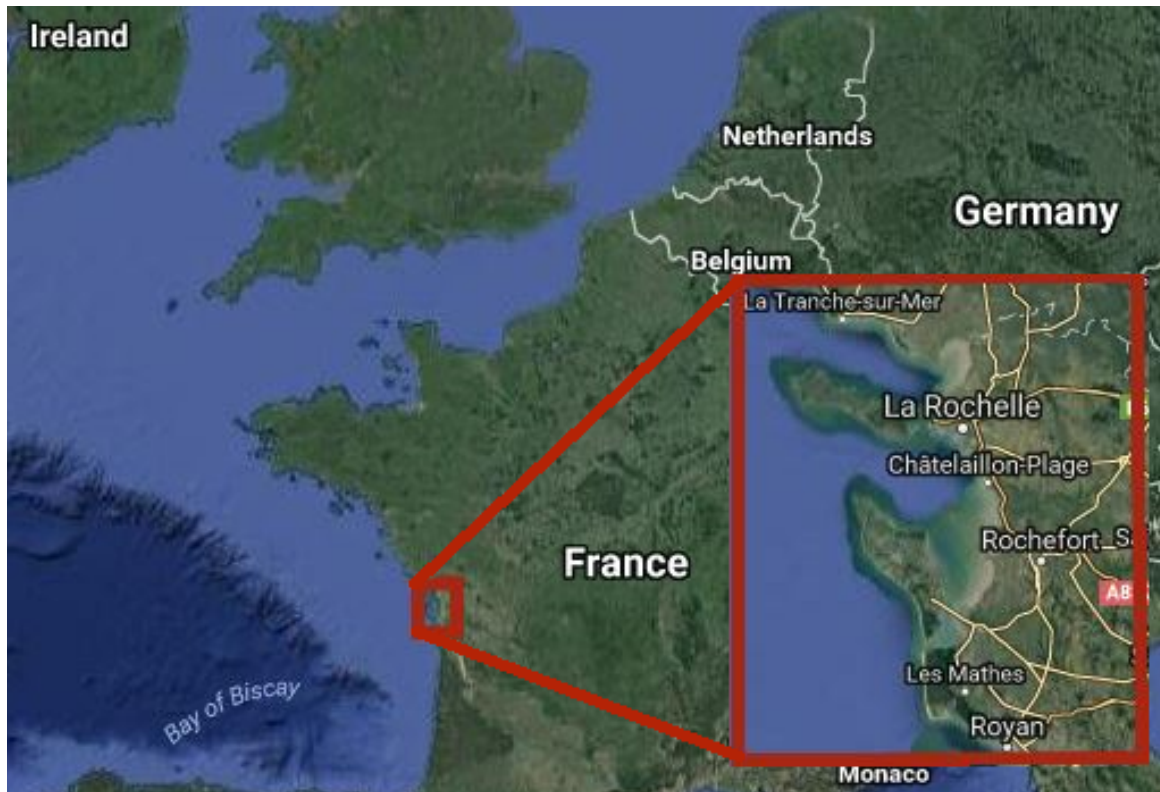 Ireland
Netherlands
Germany
Belgium
La Tranche-sur-Mer
La Rochelle
Châtelaillon-Plage
Rochefort
France
Les Mathes
Bay of Biscay
Royan
Monaco